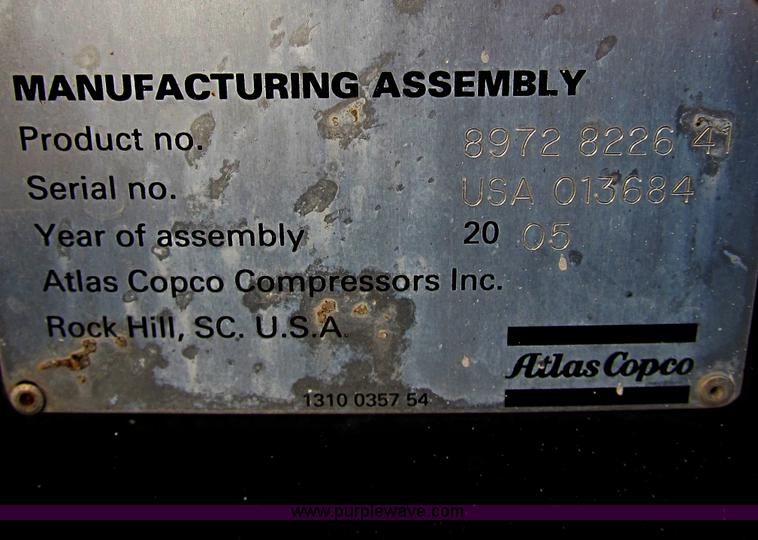 MANUFACTURING ASSEMBLY
Product no. 8972 8226 41
Serial no. USA 013684
Year of assembly 20 05
Atlas Copco Compressors Inc.
Rock Hill, SC. U.S.A.
Atlas Copco
1310 0357 54
www.purplewave.com